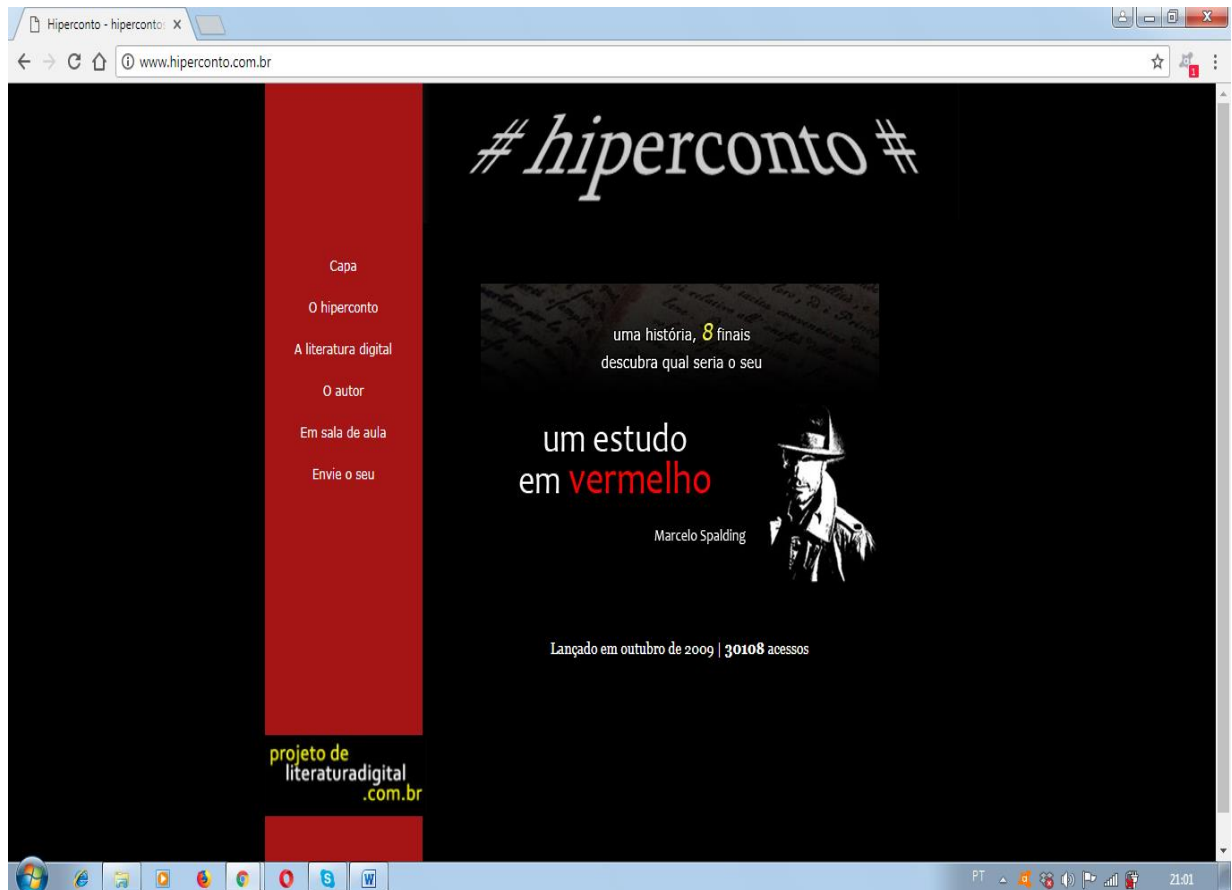 Hiperconto - hiperconto
www.hiperconto.com.br
1
# hiperconto #
Capa
O hiperconto
A literatura digital
O autor
Em sala de aula
Envie o seu
uma história, 8 finais
descubra qual seria o seu
um estudo
em vermelho
Marcelo Spalding
Lançado em outubro de 2009 | 30108 acessos
projeto de
literaturadigital
.com.br
PT
21:01